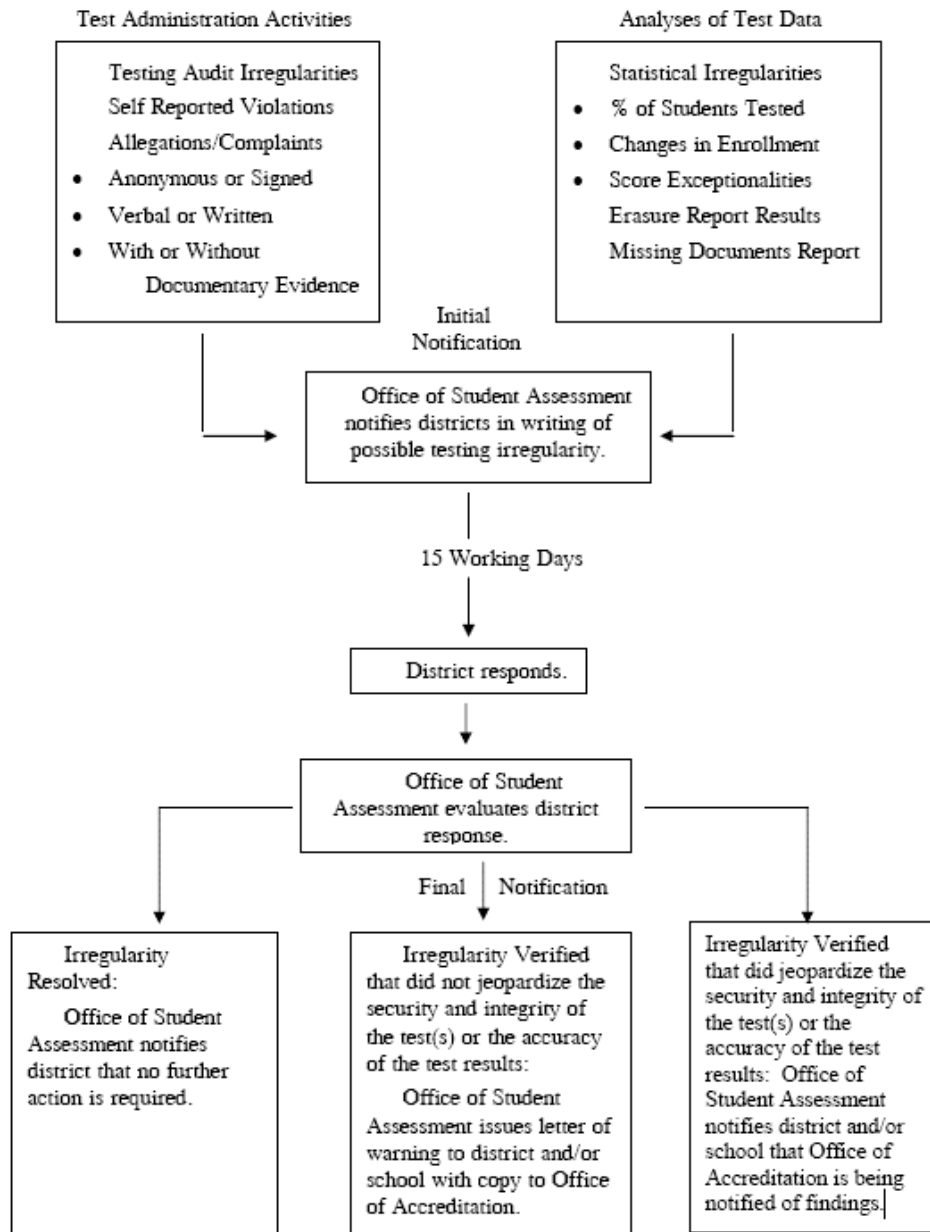 Test Administration Activities
Testing Audit Irregularities
Self Reported Violations
Allegations/Complaints
• Anonymous or Signed
• Verbal or Written
• With or Without
Documentary Evidence
Analyses of Test Data
Statistical Irregularities
• % of Students Tested
• Changes in Enrollment
• Score Exceptionalities
Erasure Report Results
Missing Documents Report
Initial
Notification
Office of Student Assessment
notifies districts in writing of
possible testing irregularity.
15 Working Days
District responds.
Office of Student
Assessment evaluates district
response.
Final Notification
Irregularity
Resolved:
Office of Student
Assessment notifies
district that no further
action is required.
Irregularity Verified
that did not jeopardize the
security and integrity of
the test(s) or the accuracy
of the test results:
Office of Student
Assessment issues letter of
warning to district and/or
school with copy to Office
of Accreditation.
Irregularity Verified
that did jeopardize the
security and integrity of
the test(s) or the
accuracy of the test
results: Office of
Student Assessment
notifies district and/or
school that Office of
Accreditation is being
notified of findings.